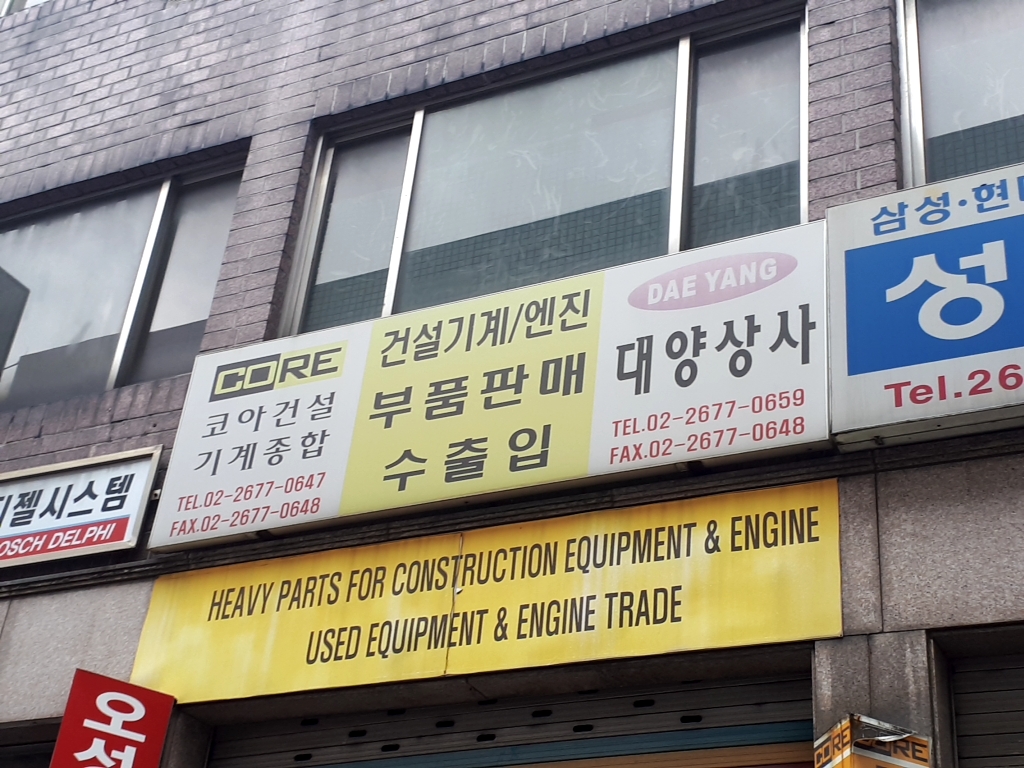 CORE
코아건설
기계종합
TEL.02-2677-0647
FAX.02-2677-0648
건설기계/엔진
부품판매
수출입
DAE YANG
대양상사
TEL.02-2677-0659
FAX.02-2677-0648
삼성·현
성
Tel.26
젤시스템
OSCH DELPHI
HEAVY PARTS FOR CONSTRUCTION EQUIPMENT & ENGINE
USED EQUIPMENT & ENGINE TRADE
오
성
CORE
CORE